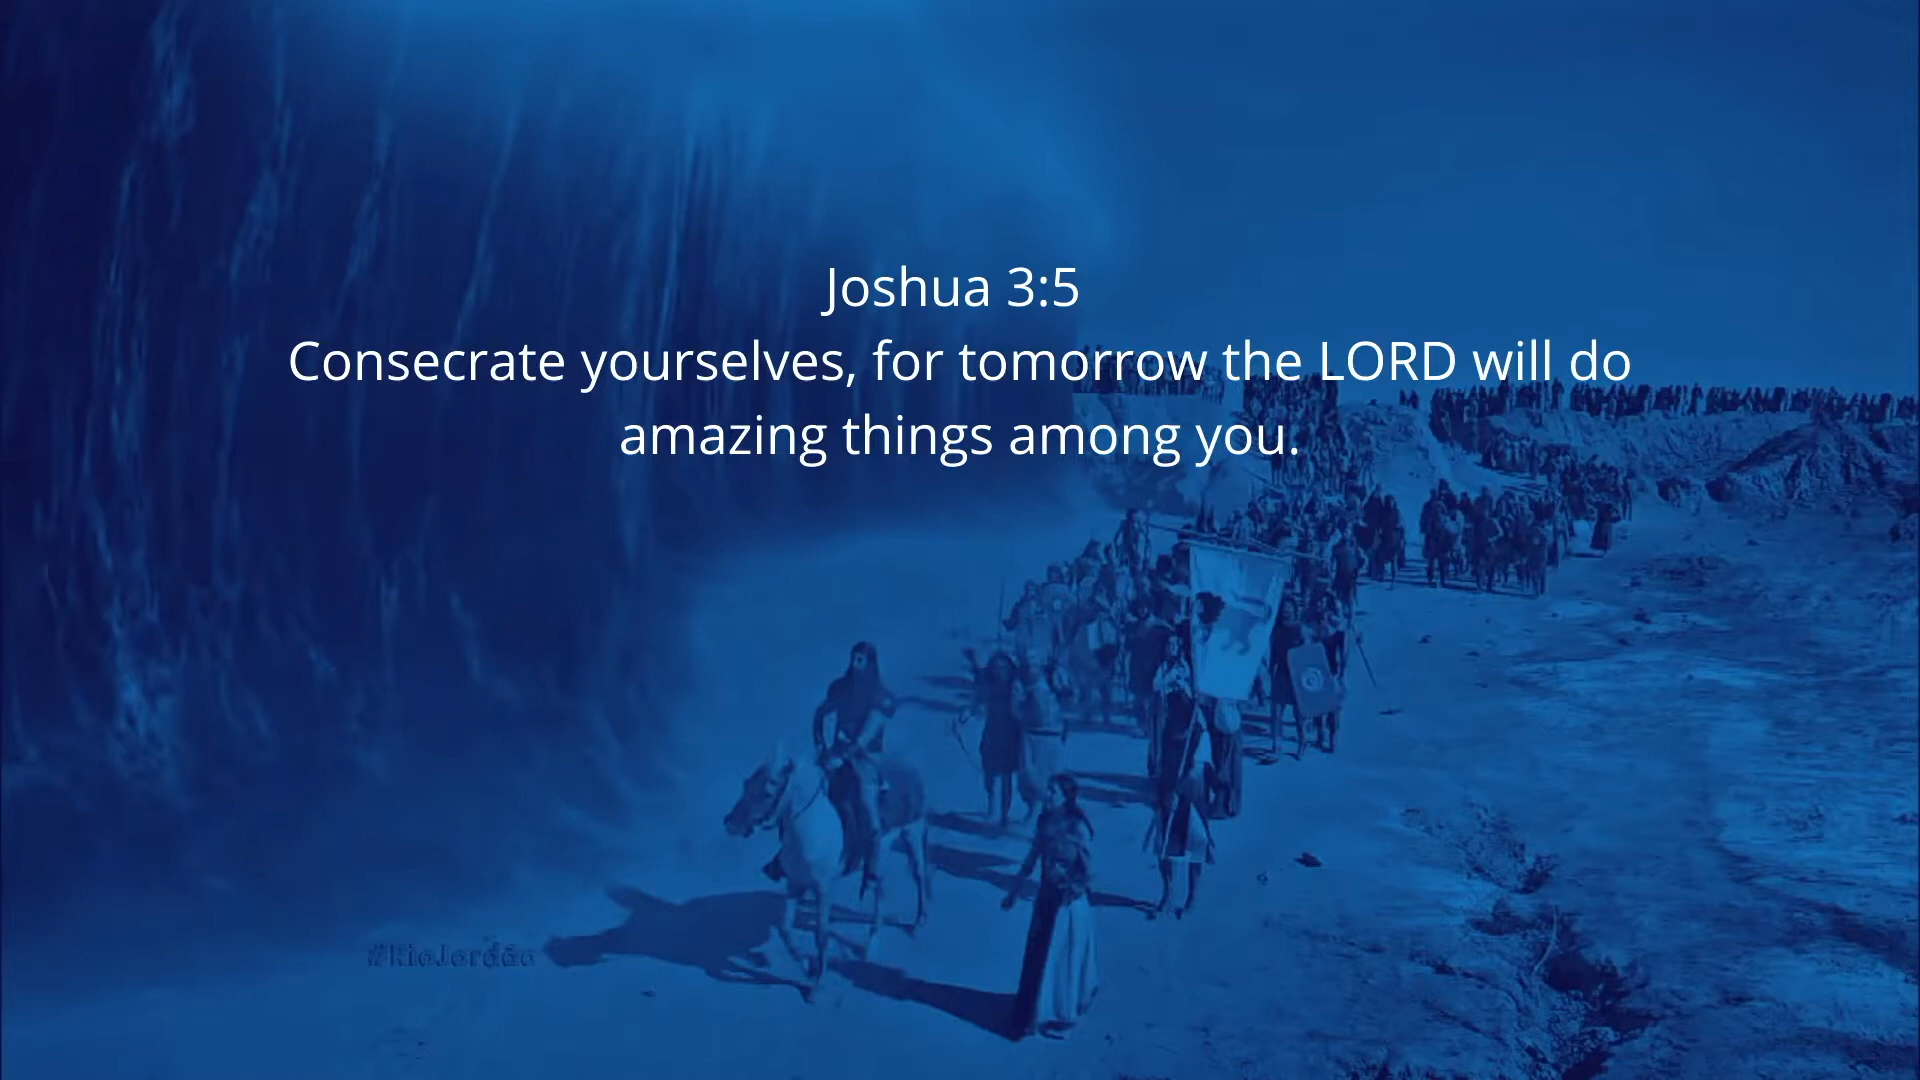 Joshua 3:5
Consecrate yourselves, for tomorrow the LORD will do
amazing things among you.
#RioJordão